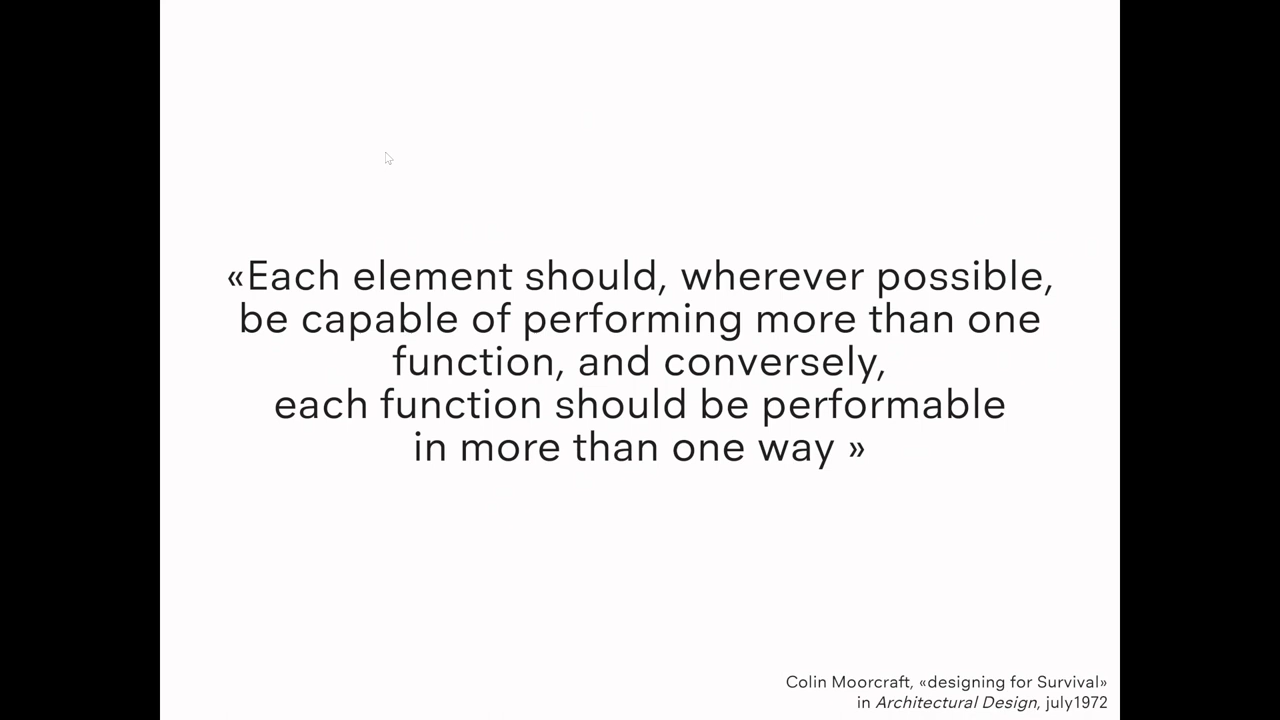 «Each element should, wherever possible,
be capable of performing more than one
function, and conversely,
each function should be performable
in more than one way »
Colin Moorcraft, «designing for Survival»
in Architectural Design, july1972